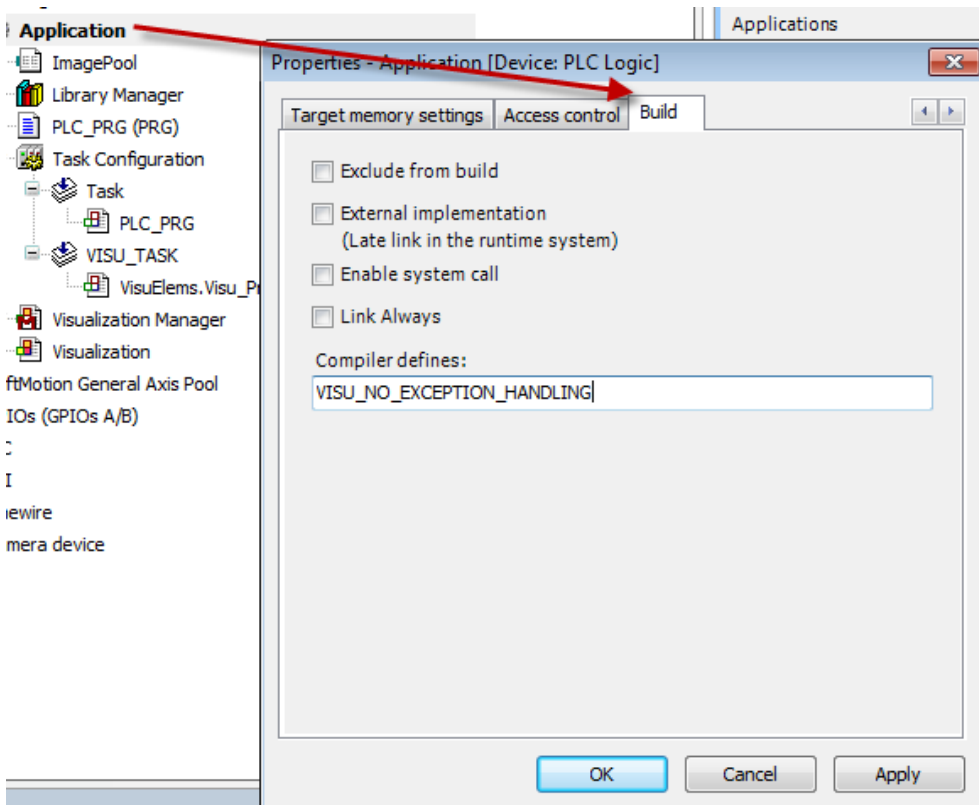 Application
ImagePool
Library Manager
PLC_PRG (PRG)
Task Configuration
Task
PLC_PRG
VISU_TASK
VisuElems.Visu_P
Visualization Manager
Visualization
ftMotion General Axis Pool
IOs (GPIOs A/B)
C
I
ewire
mera device
Applications
Properties - Application [Device: PLC Logic]
Target memory settings Access control Build
Exclude from build
External implementation
(Late link in the runtime system)
Enable system call
Link Always
Compiler defines:
VISU_NO_EXCEPTION_HANDLING
OK Cancel Apply